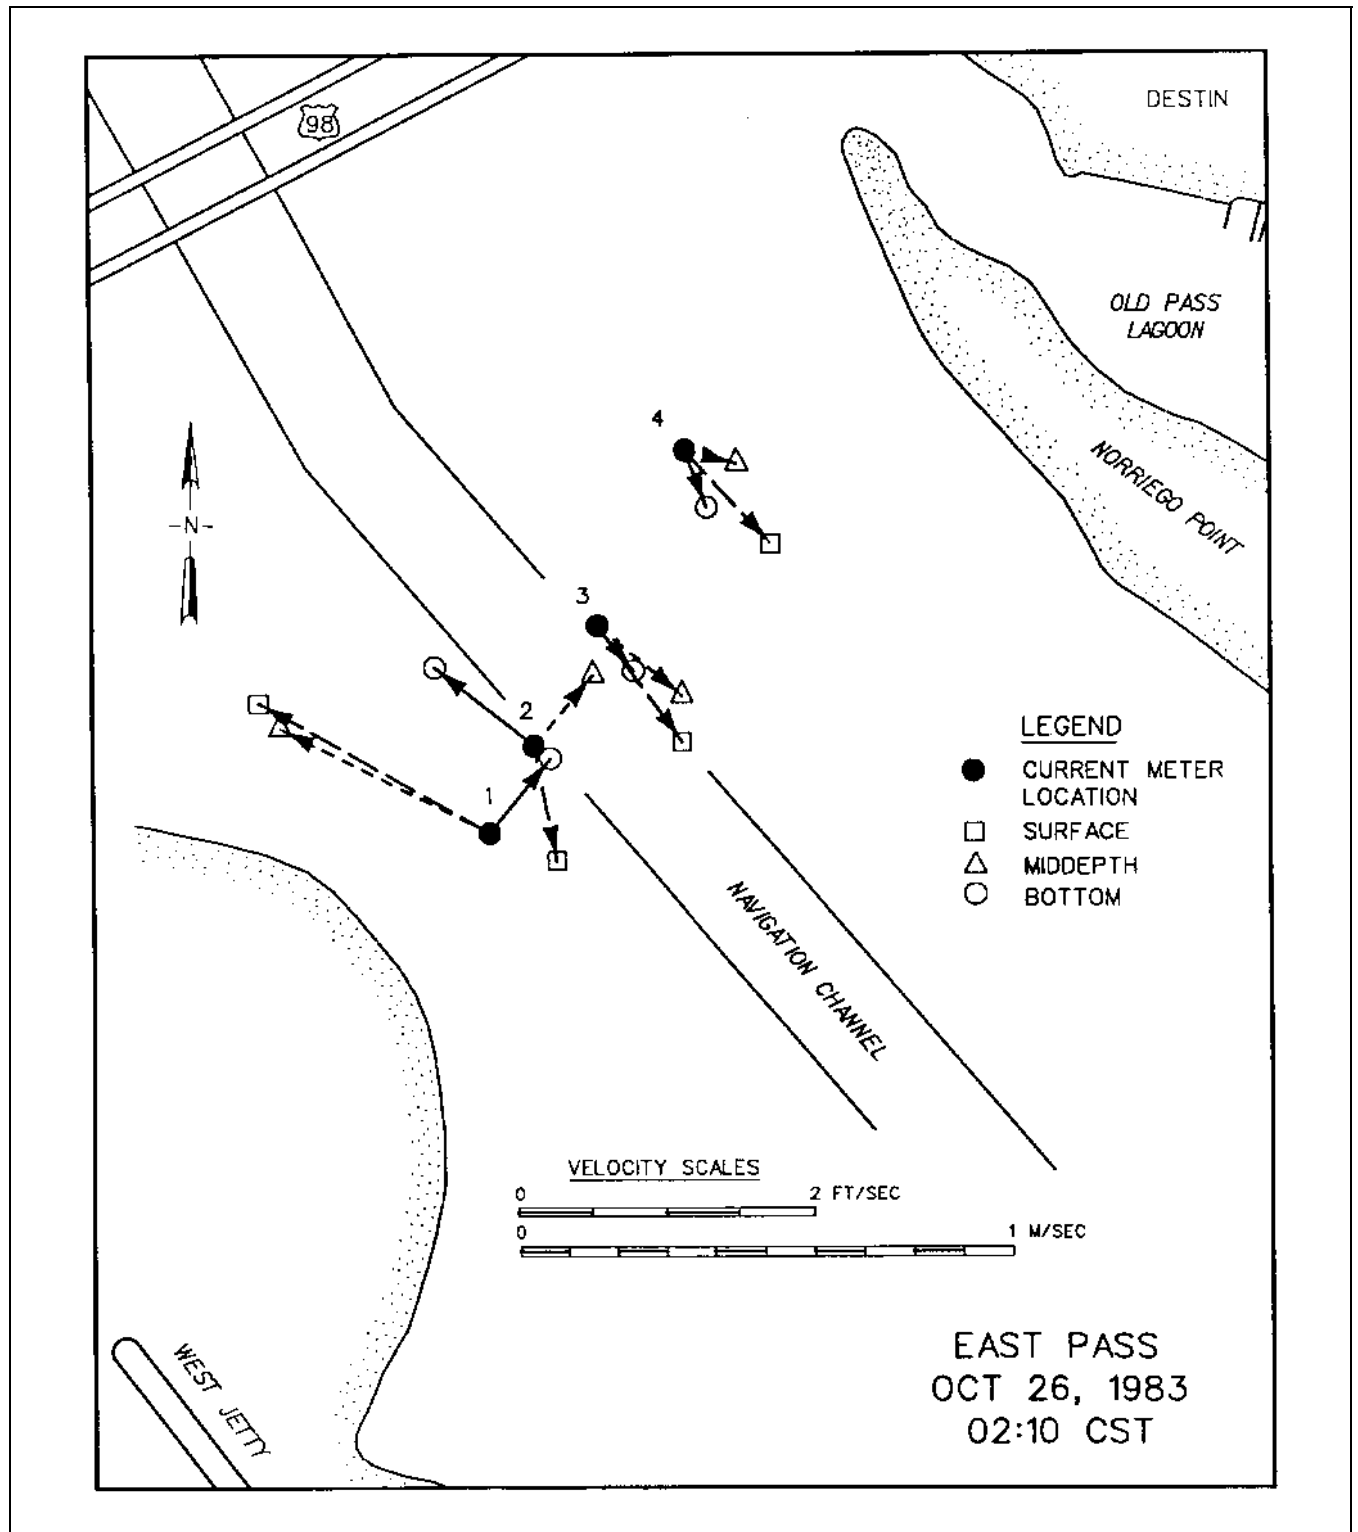 DESTIN
98
OLD PASS
LAGOON
4
NORRIEGO POINT
-N-
3
2
1
LEGEND
CURRENT METER
LOCATION
SURFACE
MIDDEPTH
BOTTOM
NAVIGATION CHANNEL
VELOCITY SCALES
0 2 FT/SEC
0 1 M/SEC
WEST JETTY
EAST PASS
OCT 26, 1983
02:10 CST